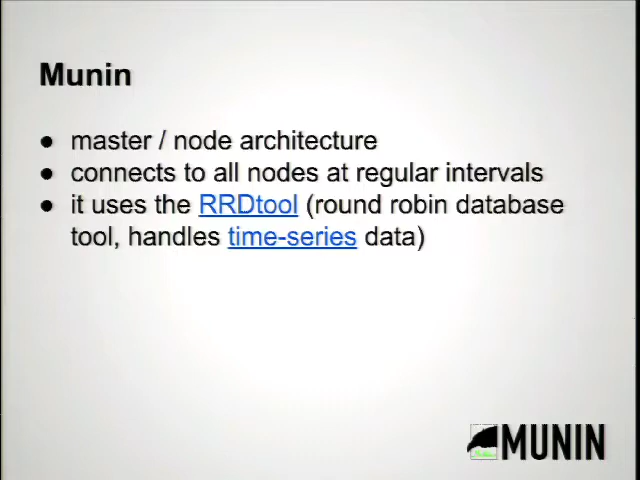 Munin
● master / node architecture
● connects to all nodes at regular intervals
● it uses the RRDtool (round robin database
tool, handles time-series data)
MUNIN